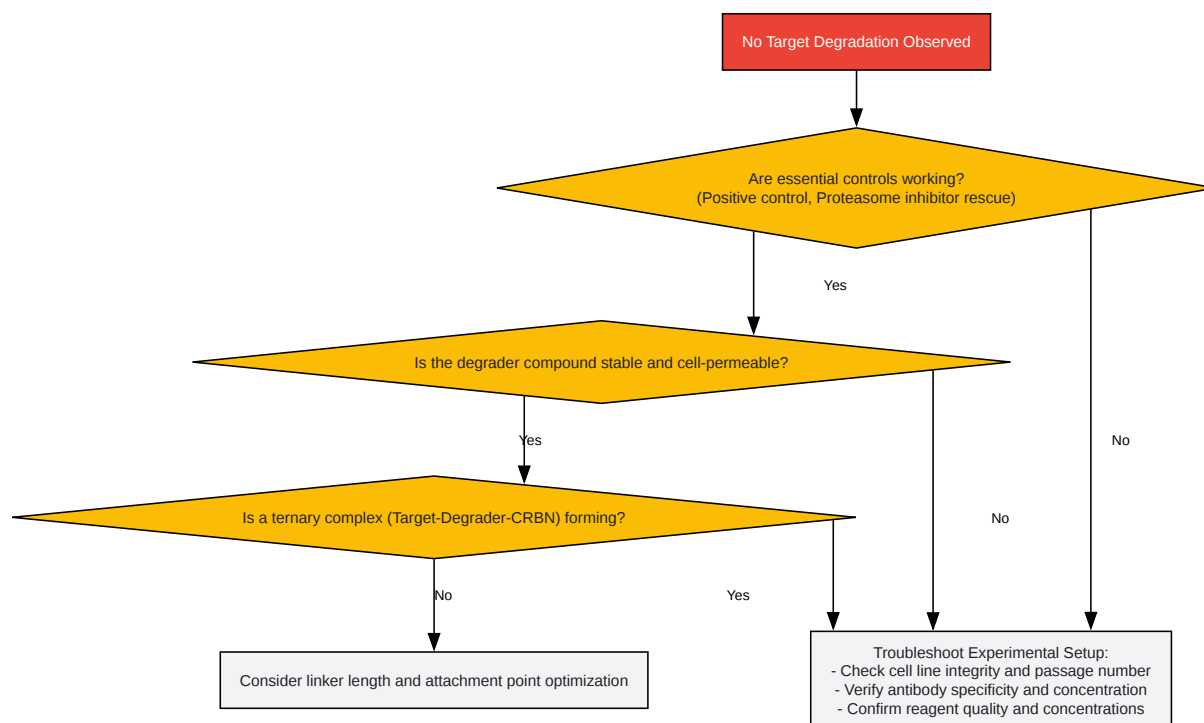 No Target Degradation Observed
Are essential controls working?
(Positive control, Proteasome inhibitor rescue)
Yes
Is the degrader compound stable and cell-permeable?
Yes
No
Is a ternary complex (Target-Degrader-CRBN) forming?
No
No
Yes
Consider linker length and attachment point optimization
Troubleshoot Experimental Setup:
- Check cell line integrity and passage number
- Verify antibody specificity and concentration
- Confirm reagent quality and concentrations